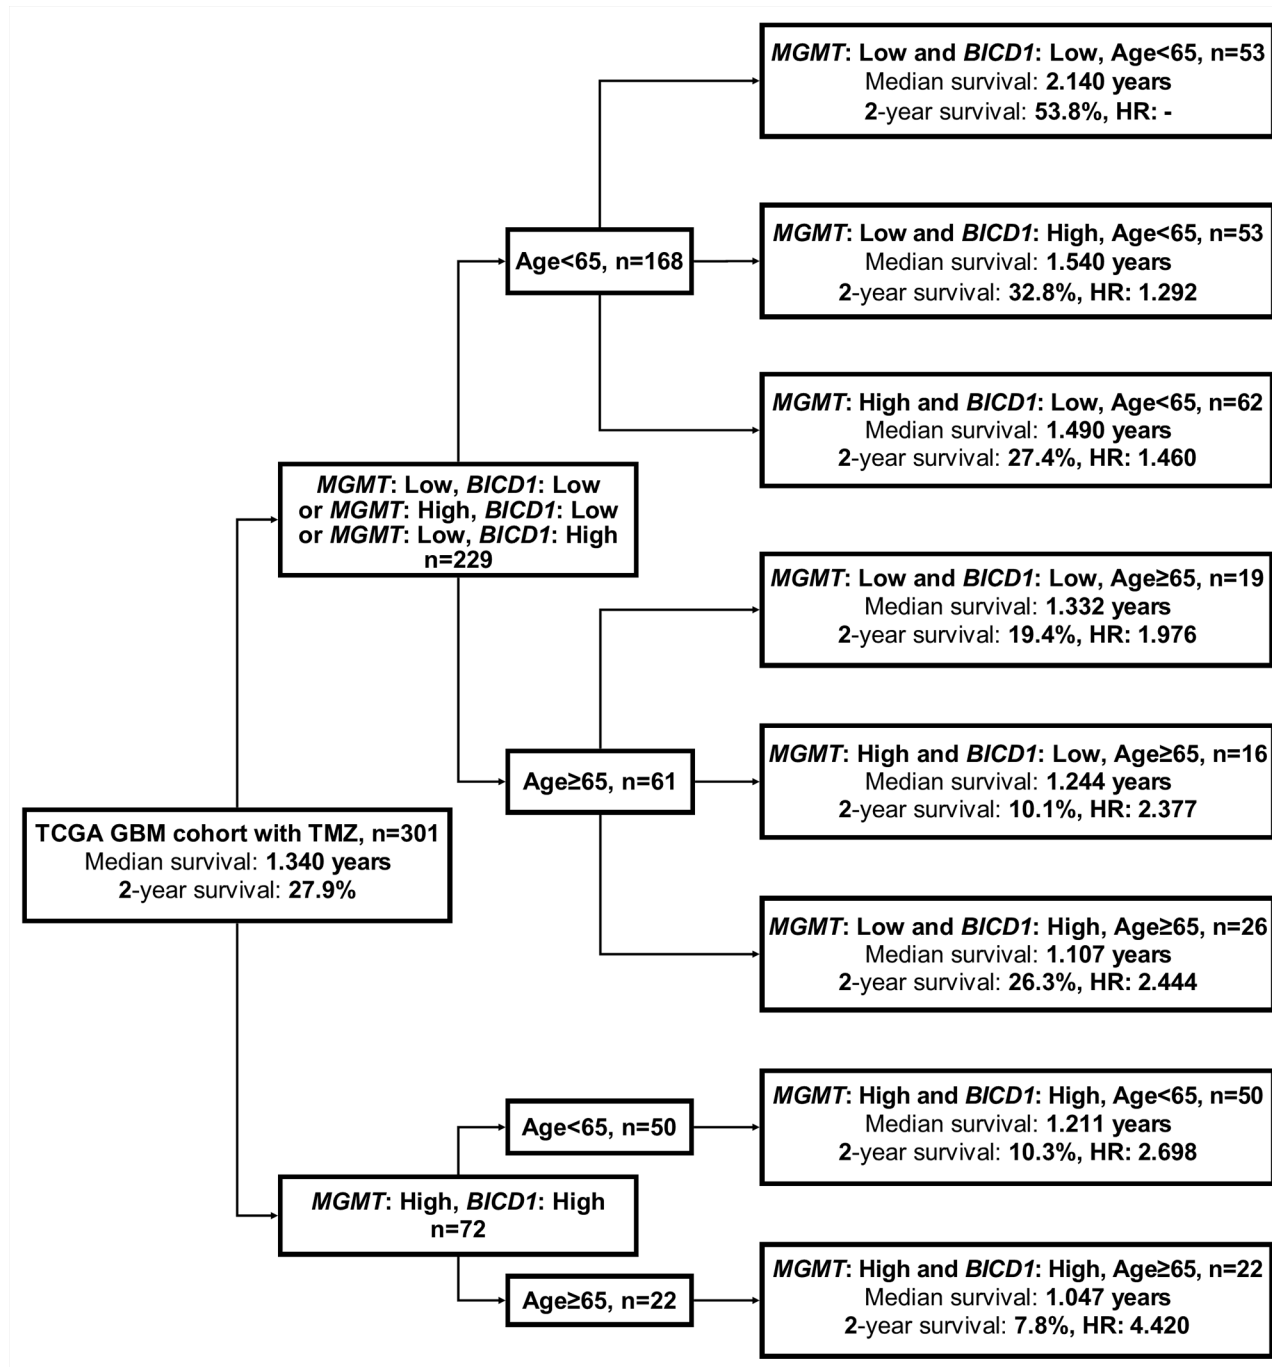 TCGA GBM cohort with TMZ, n=301
Median survival: 1.340 years
2-year survival: 27.9%
MGMT: Low, BICD1: Low
or MGMT: High, BICD1: Low
or MGMT: Low, BICD1: High
n=229
Age<65, n=168
MGMT: Low and BICD1: Low, Age<65, n=53
Median survival: 2.140 years
2-year survival: 53.8%, HR: -
MGMT: Low and BICD1: High, Age<65, n=53
Median survival: 1.540 years
2-year survival: 32.8%, HR: 1.292
MGMT: High and BICD1: Low, Age<65, n=62
Median survival: 1.490 years
2-year survival: 27.4%, HR: 1.460
Age≥65, n=61
MGMT: Low and BICD1: Low, Age≥65, n=19
Median survival: 1.332 years
2-year survival: 19.4%, HR: 1.976
MGMT: High and BICD1: Low, Age≥65, n=16
Median survival: 1.244 years
2-year survival: 10.1%, HR: 2.377
MGMT: Low and BICD1: High, Age≥65, n=26
Median survival: 1.107 years
2-year survival: 26.3%, HR: 2.444
MGMT: High, BICD1: High
n=72
Age<65, n=50
MGMT: High and BICD1: High, Age<65, n=50
Median survival: 1.211 years
2-year survival: 10.3%, HR: 2.698
Age≥65, n=22
MGMT: High and BICD1: High, Age≥65, n=22
Median survival: 1.047 years
2-year survival: 7.8%, HR: 4.420